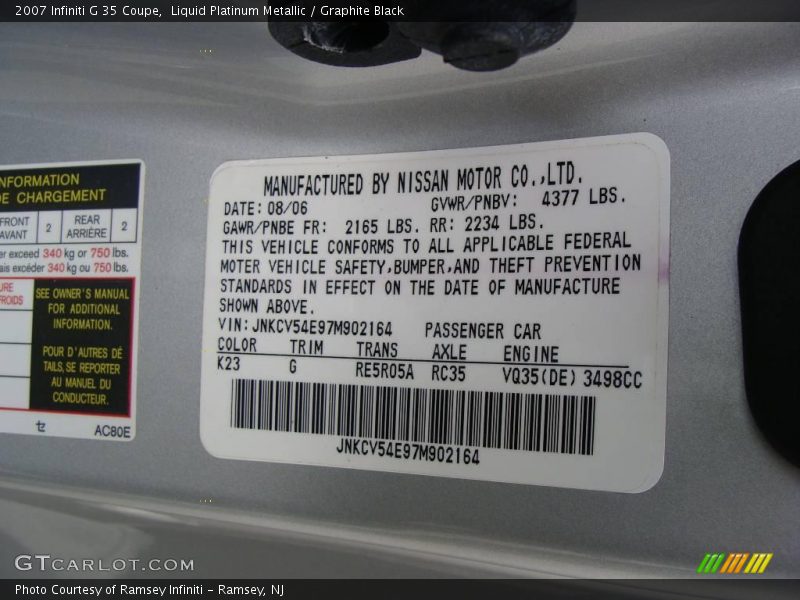 2007 Infiniti G 35 Coupe,  Liquid Platinum Metallic / Graphite Black
NFORMATION
DE CHARGEMENT
FRONT
AVANT
2
REAR
ARRIÈRE
2
er exceed 340 kg or 750 lbs.
ais excéder 340 kg ou 750 lbs.
URE
FROIDS
SEE OWNER'S MANUAL
FOR ADDITIONAL
INFORMATION.
POUR D'AUTRES DÉ
TAILS, SE REPORTER
AU MANUEL DU
CONDUCTEUR.
tz
AC80E
MANUFACTURED BY NISSAN MOTOR CO.,LTD.
DATE: 08/06 GVWR/PNBV: 4377 LBS.
GAWR/PNBE FR: 2165 LBS. RR: 2234 LBS.
THIS VEHICLE CONFORMS TO ALL APPLICABLE FEDERAL
MOTOR VEHICLE SAFETY,BUMPER,AND THEFT PREVENTION
STANDARDS IN EFFECT ON THE DATE OF MANUFACTURE
SHOWN ABOVE.
VIN: JNKCV54E97M902164 PASSENGER CAR
COLOR TRIM TRANS AXLE ENGINE
K23 G RE5R05A RC35 VQ35(DE) 3498CC
JNKCV54E97M902164
GTCARLOT.COM
Photo Courtesy of Ramsey Infiniti - Ramsey, NJ